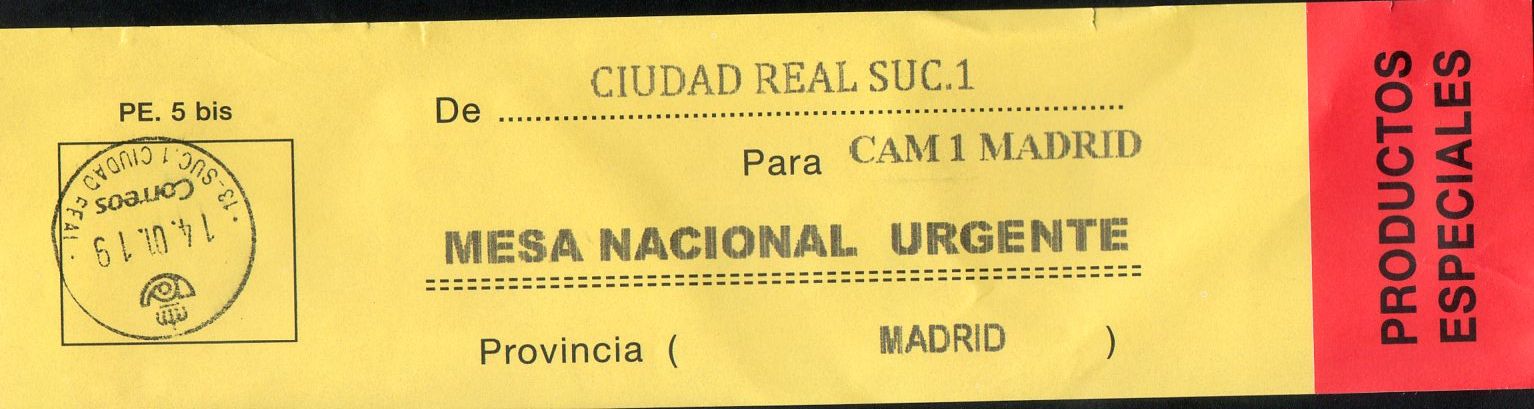 PE. 5 bis
13-SUC.1 CIUDAD REAL
Correos
14.01.19
De CIUDAD REAL SUC.1
Para CAM 1 MADRID
MESA NACIONAL URGENTE
Provincia ( MADRID )
PRODUCTOS
ESPECIALES